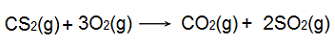 CS₂(g) + 3O₂(g) ⟶ CO₂(g) + 2SO₂(g)